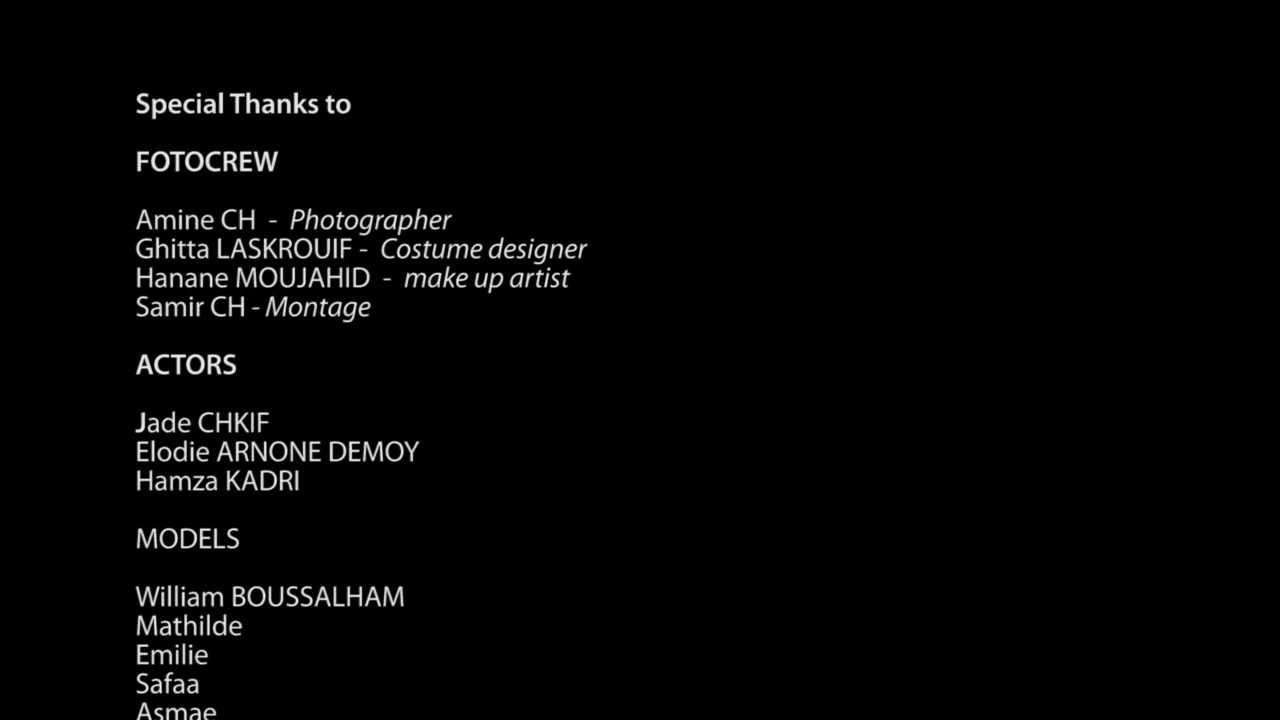 Special Thanks to
FOTOCREW
Amine CH - Photographer
Ghitta LASKROUIF - Costume designer
Hanane MOUJAHID - make up artist
Samir CH - Montage
ACTORS
Jade CHKIF
Elodie ARNONE DEMOY
Hamza KADRI
MODELS
William BOUSSALHAM
Mathilde
Emilie
Safaa
Asmae